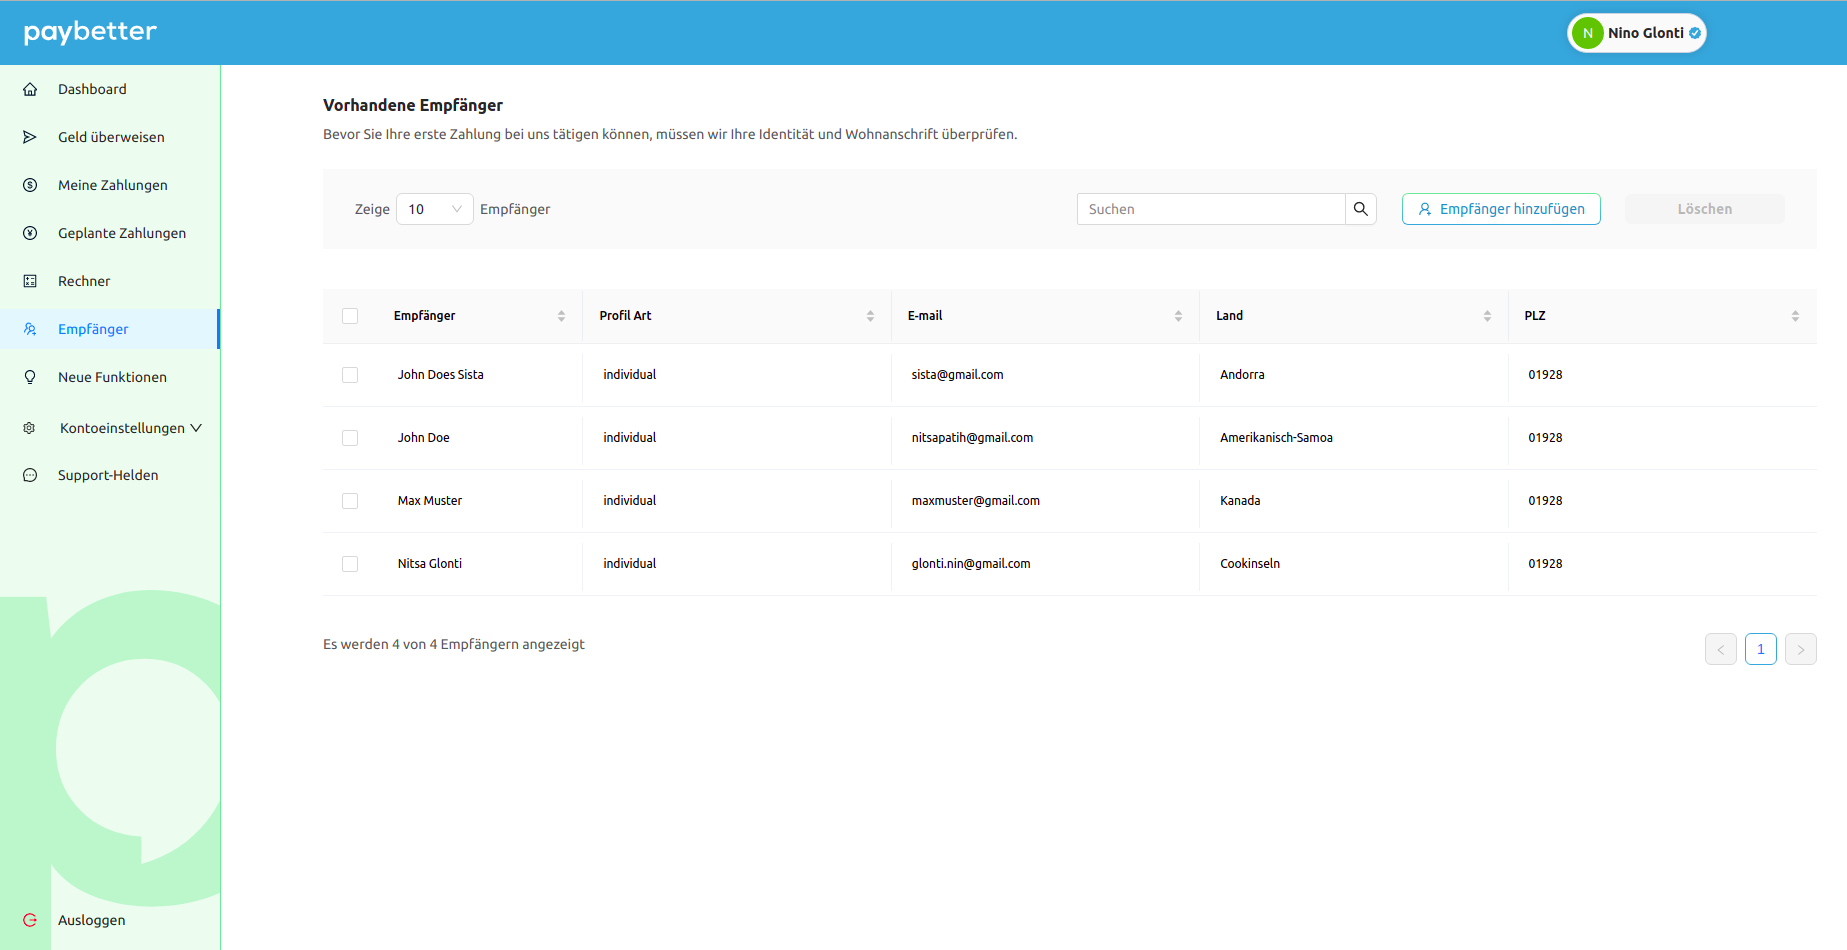 paybetter
N Nino Glonti
Dashboard
Geld überweisen
Meine Zahlungen
Geplante Zahlungen
Rechner
Empfänger
Neue Funktionen
Kontoeinstellungen
Support-Helden
Ausloggen
Vorhandene Empfänger
Bevor Sie Ihre erste Zahlung bei uns tätigen können, müssen wir Ihre Identität und Wohnanschrift überprüfen.
Zeige 10 Empfänger Suchen Empfänger hinzufügen Löschen
Empfänger Profil Art E-mail Land PLZ
John Does Sista individual sista@gmail.com Andorra 01928
John Doe individual nitsapatih@gmail.com Amerikanisch-Samoa 01928
Max Muster individual maxmuster@gmail.com Kanada 01928
Nitsa Glonti individual glonti.nin@gmail.com Cookinseln 01928
Es werden 4 von 4 Empfängern angezeigt
< 1 >